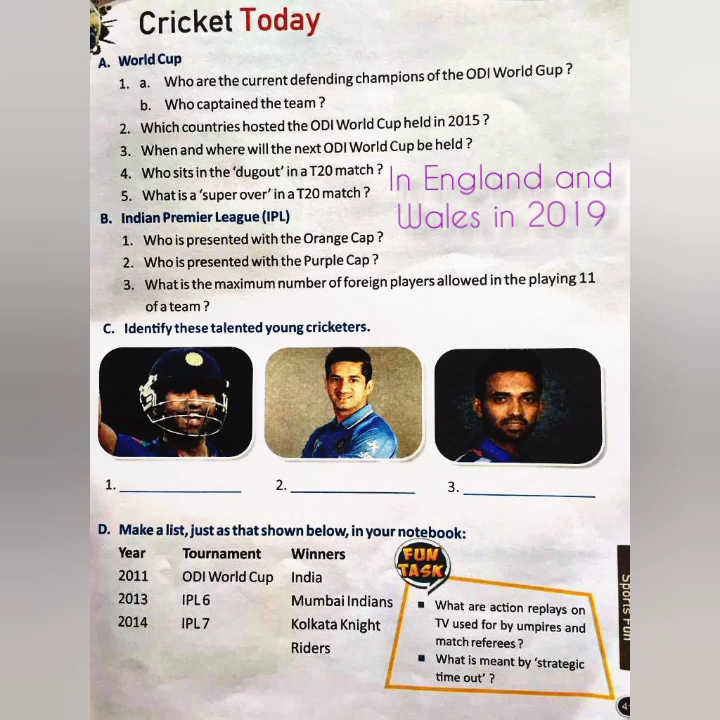 Cricket Today
A. World Cup
1. a. Who are the current defending champions of the ODI World Gup ?
b. Who captained the team ?
2. Which countries hosted the ODI World Cup held in 2015 ?
3. When and where will the next ODI World Cup be held ?
4. Who sits in the 'dugout' in a T20 match ?
5. What is a 'super over' in a T20 match ?
In England and
Wales in 2019
B. Indian Premier League (IPL)
1. Who is presented with the Orange Cap ?
2. Who is presented with the Purple Cap ?
3. What is the maximum number of foreign players allowed in the playing 11
of a team ?
C. Identify these talented young cricketers.
1. 2. 3.
D. Make a list, just as that shown below, in your notebook:
Year Tournament Winners
2011 ODI World Cup India
2013 IPL 6 Mumbai Indians
2014 IPL 7 Kolkata Knight
Riders
FUN
TASK
■ What are action replays on
TV used for by umpires and
match referees ?
■ What is meant by 'strategic
time out' ?
Sports Fun